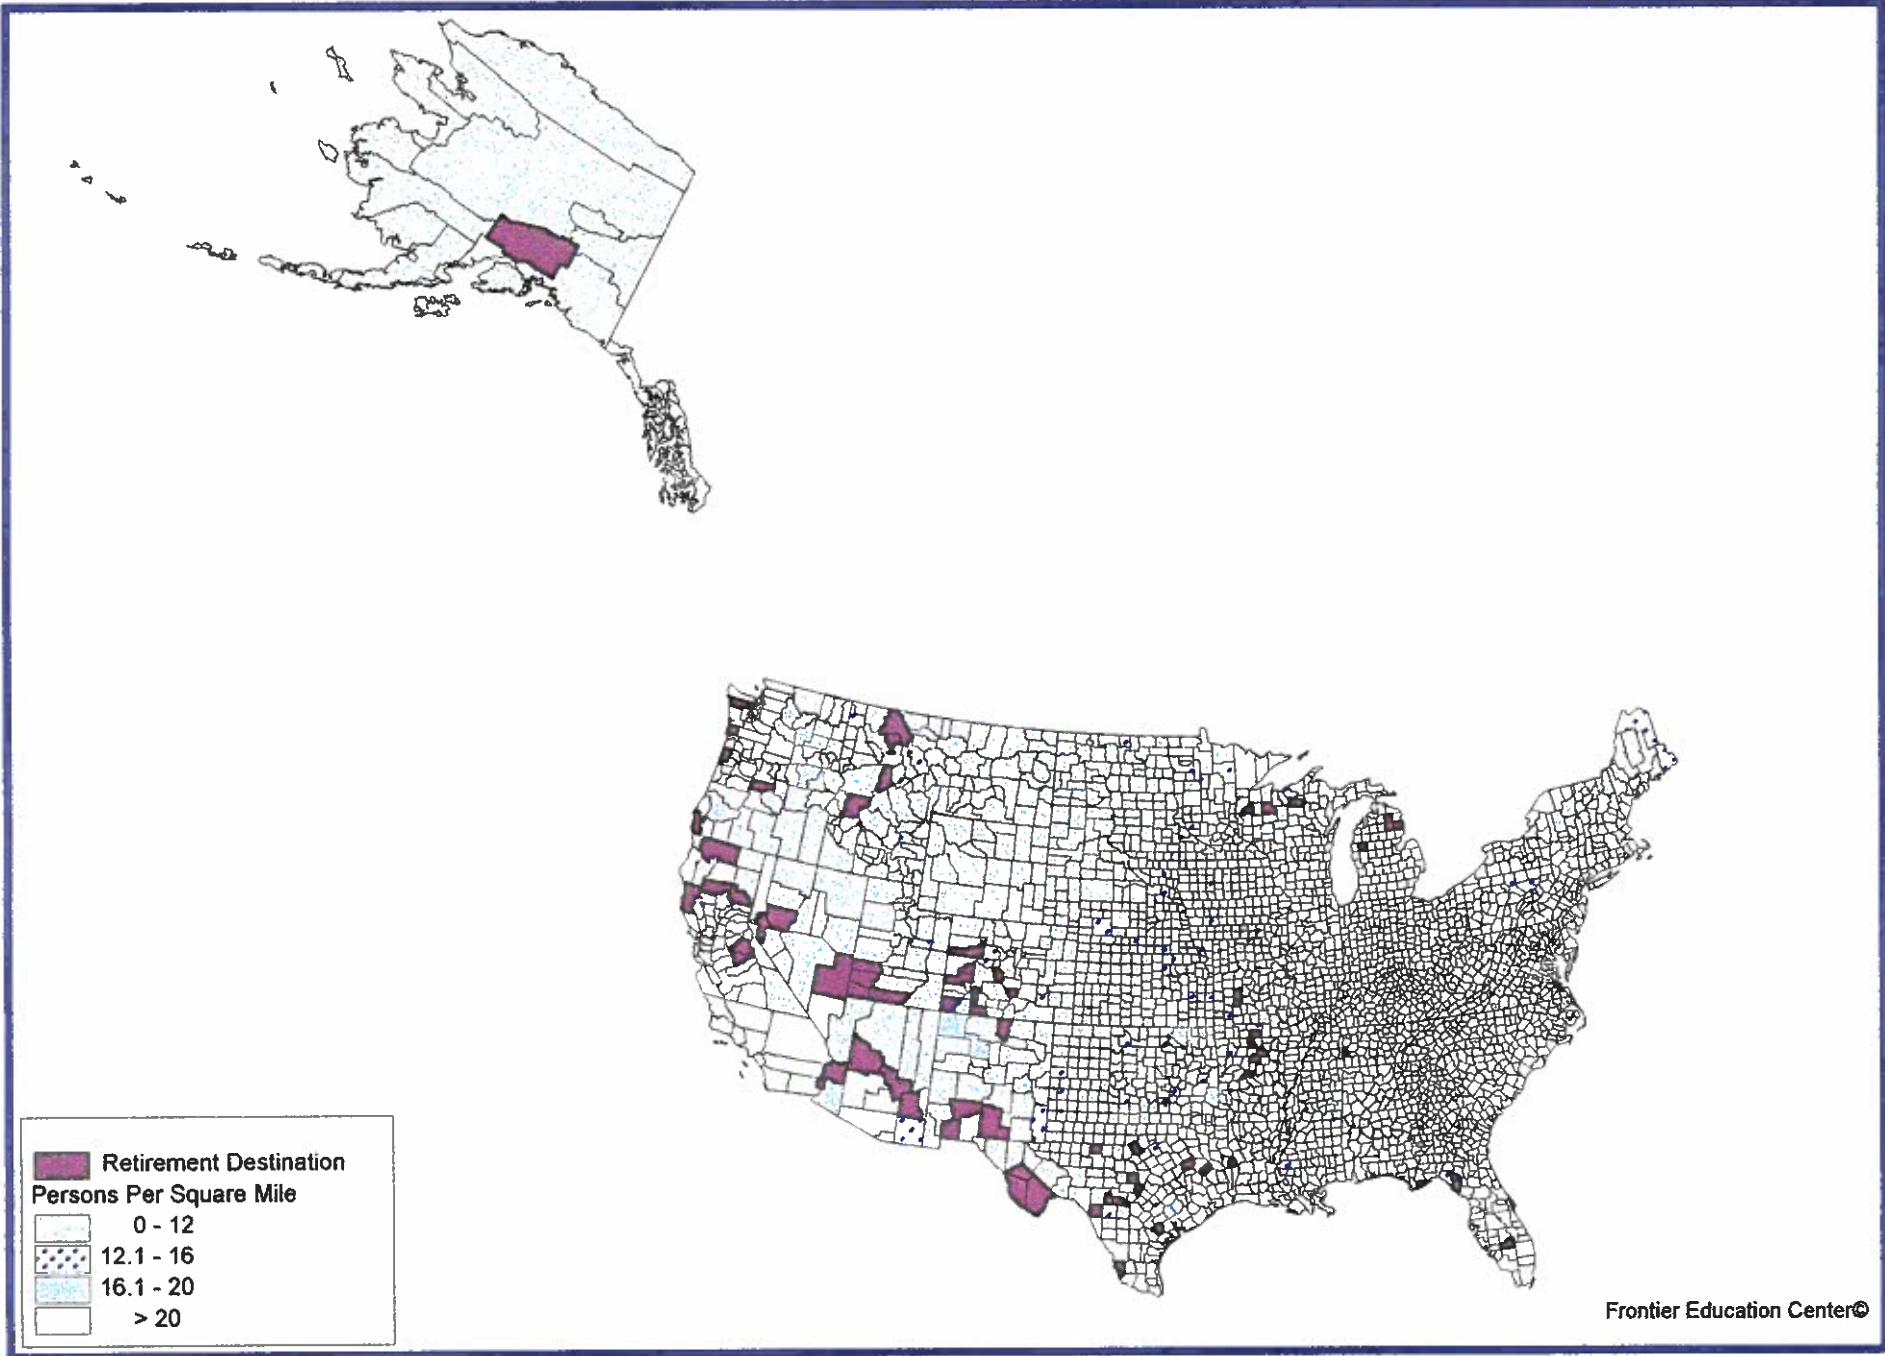 Retirement Destination
Persons Per Square Mile
0 - 12
12.1 - 16
16.1 - 20
> 20
Frontier Education Center©